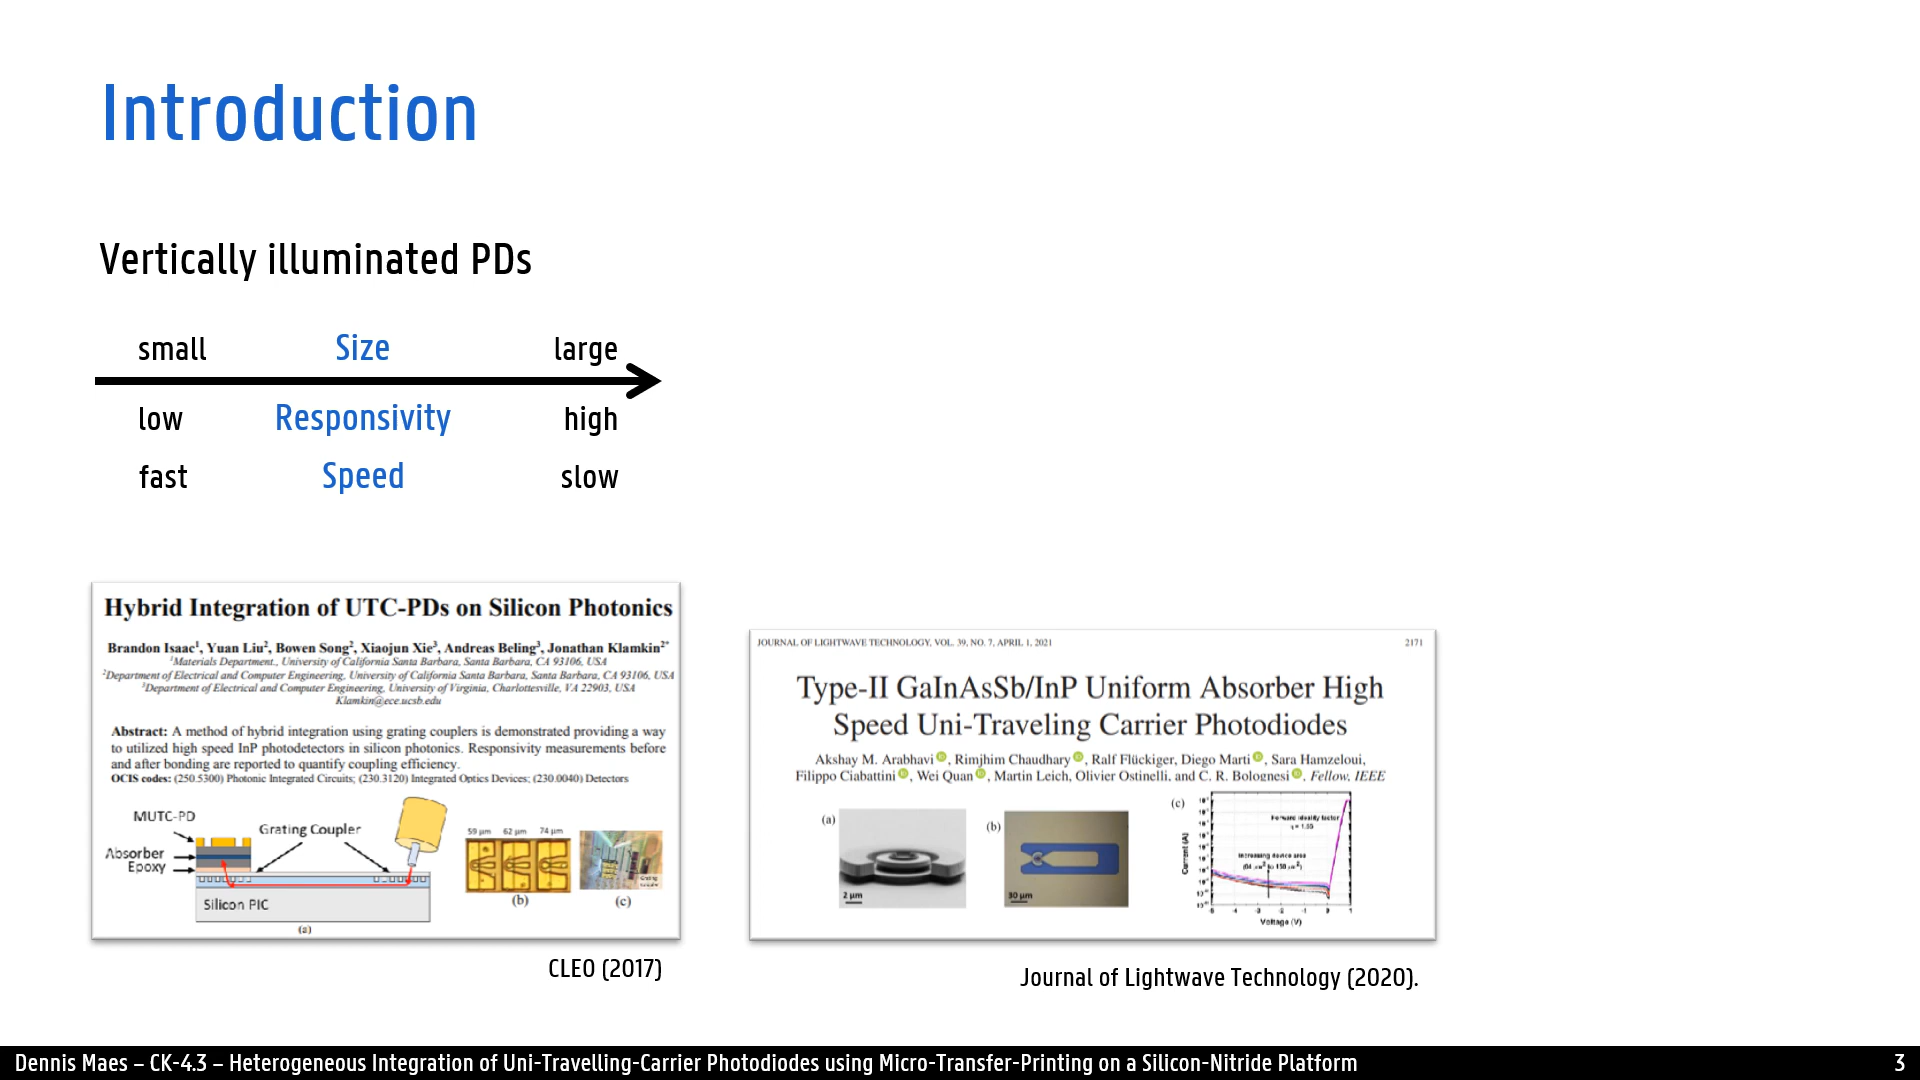 Introduction
Vertically illuminated PDs
small Size large
low Responsivity high
fast Speed slow
Hybrid Integration of UTC-PDs on Silicon Photonics
Brandon Isaac¹, Yuan Liu², Bowen Song², Xiaojun Xie³, Andreas Beling³, Jonathan Klamkin²*
¹Materials Department., University of California Santa Barbara, Santa Barbara, CA 93106, USA
²Department of Electrical and Computer Engineering, University of California Santa Barbara, Santa Barbara, CA 93106, USA
³Department of Electrical and Computer Engineering, University of Virginia, Charlottesville, VA 22903, USA
Klamkin@ece.ucsb.edu
Abstract: A method of hybrid integration using grating couplers is demonstrated providing a way
to utilized high speed InP photodetectors in silicon photonics. Responsivity measurements before
and after bonding are reported to quantify coupling efficiency.
OCIS codes: (250.5300) Photonic Integrated Circuits; (230.3120) Integrated Optics Devices; (230.0040) Detectors
MUTC-PD
Grating Coupler
Absorber
Epoxy
Silicon PIC
(a)
59 μm 62 μm 74 μm
(b)
(c)
CLEO (2017)
JOURNAL OF LIGHTWAVE TECHNOLOGY, VOL. 39, NO. 7, APRIL 1, 2021 2171
Type-II GaInAsSb/InP Uniform Absorber High
Speed Uni-Traveling Carrier Photodiodes
Akshay M. Arabhavi, Rimjhim Chaudhary, Ralf Flückiger, Diego Marti, Sara Hamzeloui,
Filippo Ciabattini, Wei Quan, Martin Leich, Olivier Ostinelli, and C. R. Bolognesi, Fellow, IEEE
(a)
2 μm
(b)
30 μm
(c)
Current (A)
Forward ideality factor
Increasing device area
Voltage (V)
Journal of Lightwave Technology (2020).
Dennis Maes – CK-4.3 – Heterogeneous Integration of Uni-Travelling-Carrier Photodiodes using Micro-Transfer-Printing on a Silicon-Nitride Platform 3